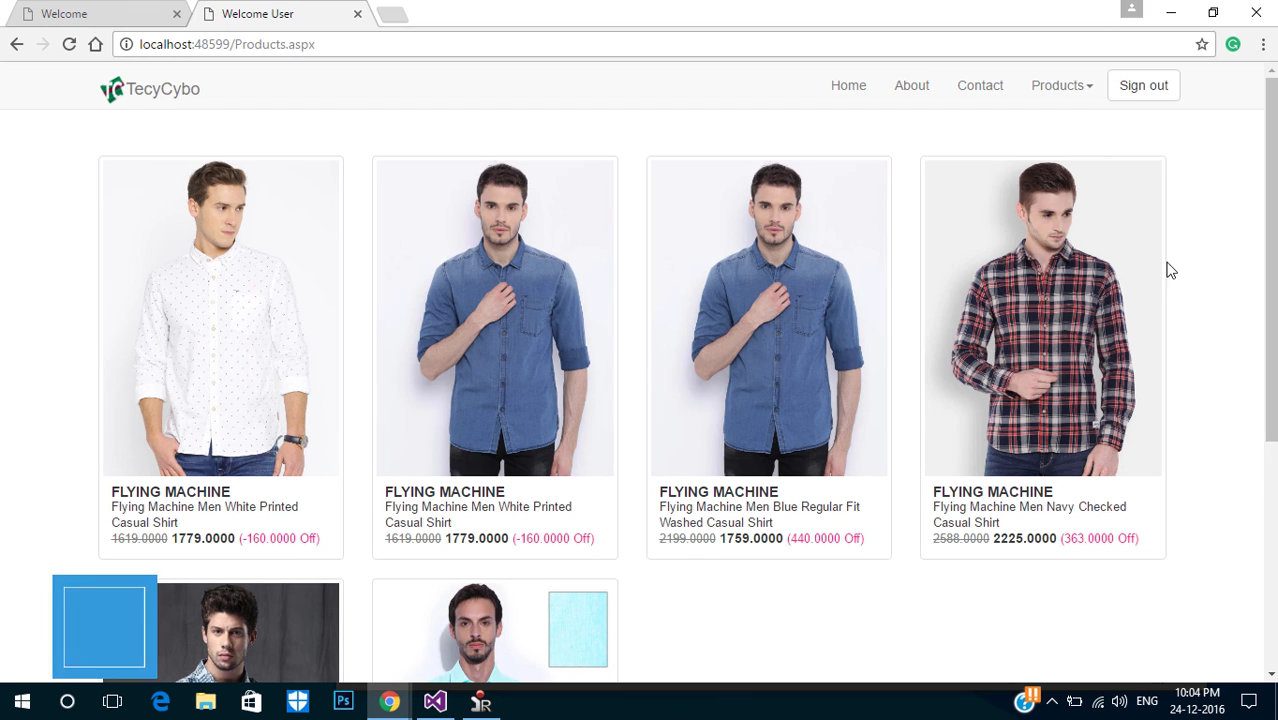 Welcome
Welcome User
localhost:48599/Products.aspx
TecyCybo
Home
About
Contact
Products
Sign out
FLYING MACHINE
Flying Machine Men White Printed
Casual Shirt
1619.0000 1779.0000 (-160.0000 Off)
FLYING MACHINE
Flying Machine Men White Printed
Casual Shirt
1619.0000 1779.0000 (-160.0000 Off)
FLYING MACHINE
Flying Machine Men Blue Regular Fit
Washed Casual Shirt
2199.0000 1759.0000 (440.0000 Off)
FLYING MACHINE
Flying Machine Men Navy Checked
Casual Shirt
2588.0000 2225.0000 (363.0000 Off)
Ps
ENG
10:04 PM
24-12-2016